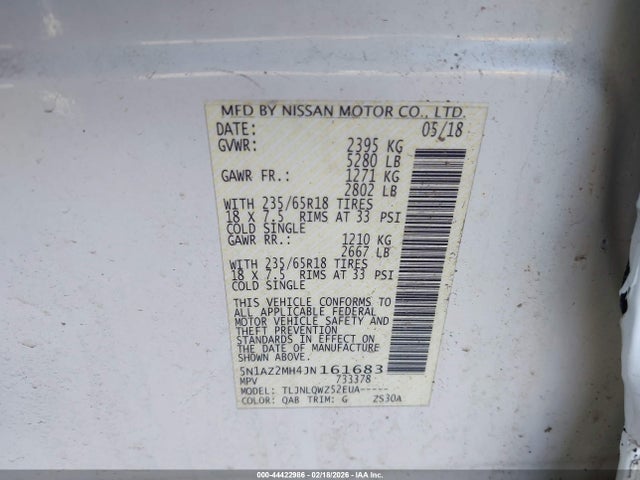 MFD BY NISSAN MOTOR CO., LTD.
DATE: 05/18
GVWR: 2395 KG
5280 LB
GAWR FR.: 1271 KG
2802 LB
WITH 235/65R18 TIRES
18 X 7.5 RIMS AT 33 PSI
COLD SINGLE
GAWR RR.: 1210 KG
2667 LB
WITH 235/65R18 TIRES
18 X 7.5 RIMS AT 33 PSI
COLD SINGLE
THIS VEHICLE CONFORMS TO
ALL APPLICABLE FEDERAL
MOTOR VEHICLE SAFETY AND
THEFT PREVENTION
STANDARDS IN EFFECT ON
THE DATE OF MANUFACTURE
SHOWN ABOVE.
5N1AZ2MH4JN161683
MPV 733378
MODEL: TLJNLQWZ52EUA-----
COLOR: QAB TRIM: G ZS30A
000-44422986 - 02/18/2026 - IAA Inc.